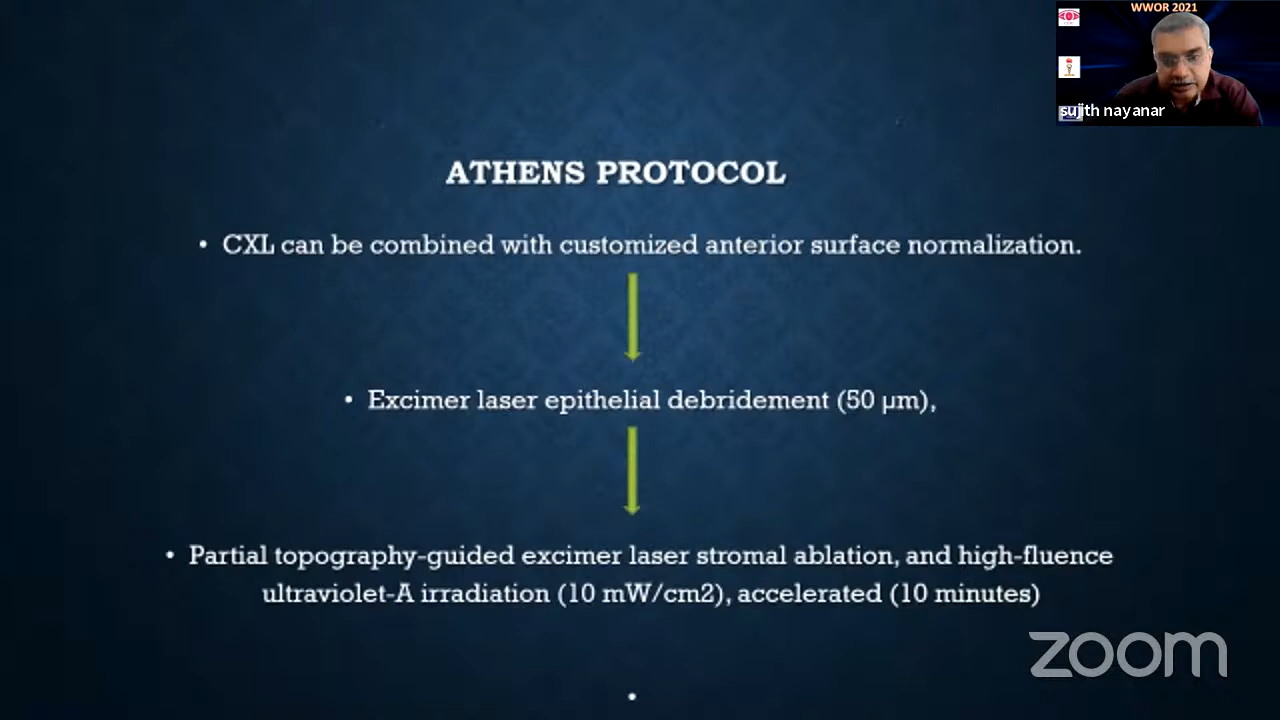 WWOR 2021
sujith nayanar
ATHENS PROTOCOL
• CXL can be combined with customized anterior surface normalization.
• Excimer laser epithelial debridement (50 µm),
• Partial topography-guided excimer laser stromal ablation, and high-fluence
ultraviolet-A irradiation (10 mW/cm2), accelerated (10 minutes)
•
zoom